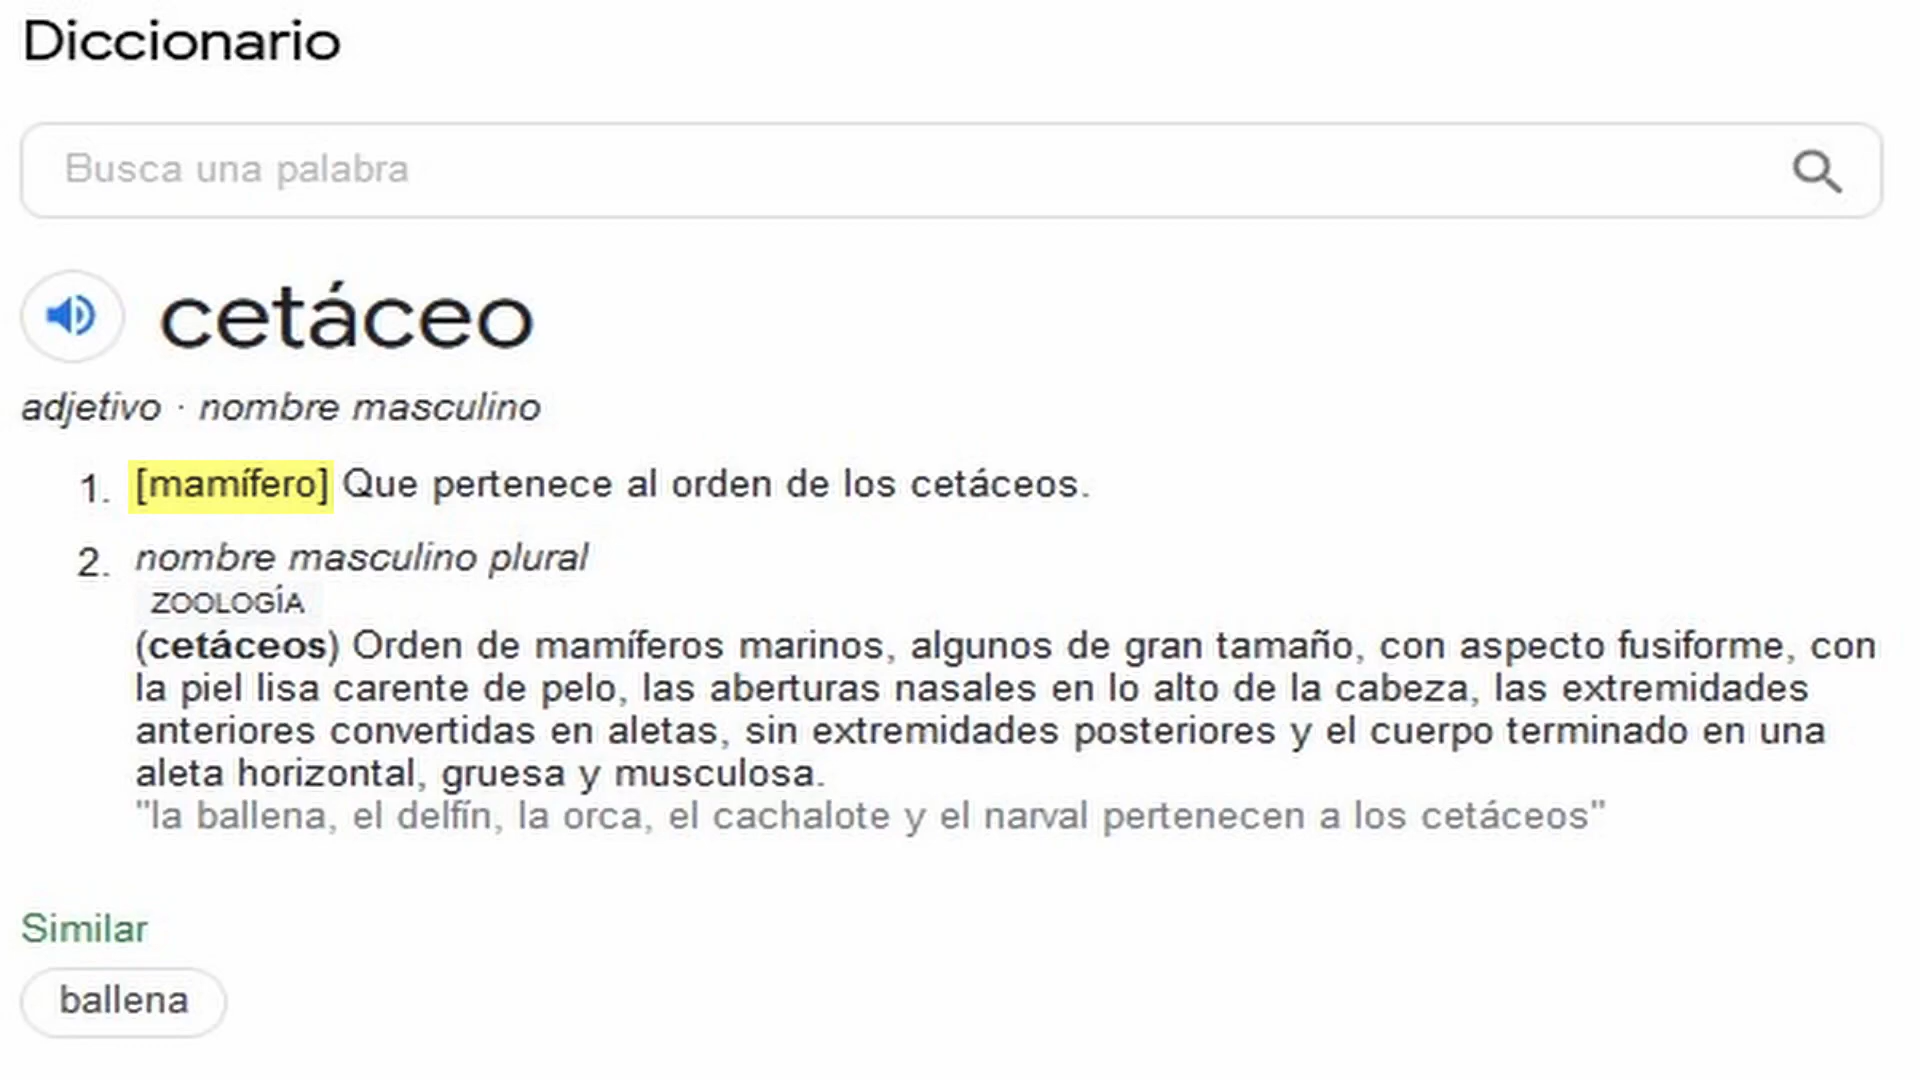 Diccionario
Busca una palabra
cetáceo
adjetivo · nombre masculino
1. [mamífero] Que pertenece al orden de los cetáceos.
2. nombre masculino plural
ZOOLOGÍA
(cetáceos) Orden de mamíferos marinos, algunos de gran tamaño, con aspecto fusiforme, con
la piel lisa carente de pelo, las aberturas nasales en lo alto de la cabeza, las extremidades
anteriores convertidas en aletas, sin extremidades posteriores y el cuerpo terminado en una
aleta horizontal, gruesa y musculosa.
"la ballena, el delfín, la orca, el cachalote y el narval pertenecen a los cetáceos"
Similar
ballena